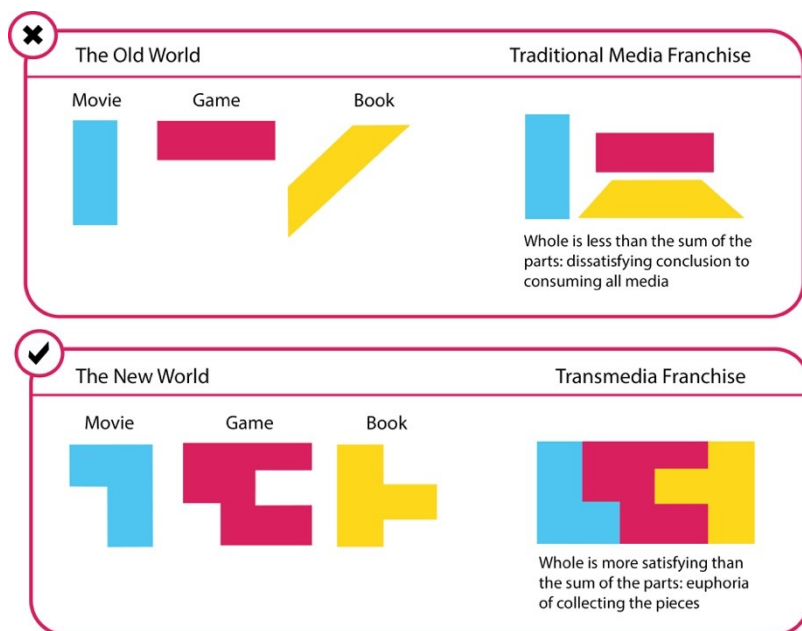 The Old World
Traditional Media Franchise
Movie
Game
Book
Whole is less than the sum of the
parts: dissatisfying conclusion to
consuming all media
The New World
Transmedia Franchise
Movie
Game
Book
Whole is more satisfying than
the sum of the parts: euphoria
of collecting the pieces